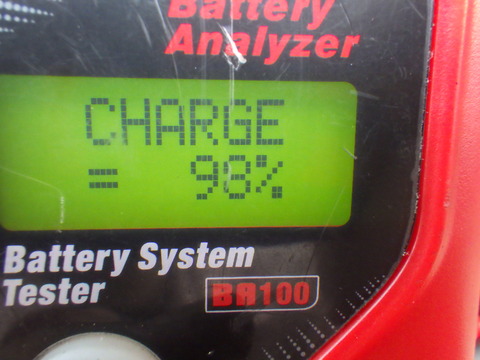 Battery
Analyzer
CHARGE
= 98%
Battery System
Tester
BA100